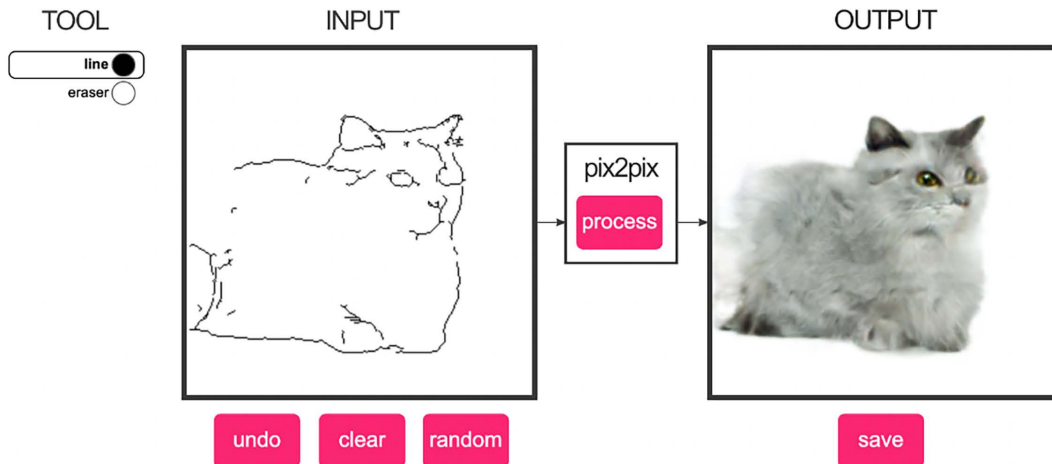 TOOL
INPUT
OUTPUT
line
eraser
pix2pix
process
undo
clear
random
save